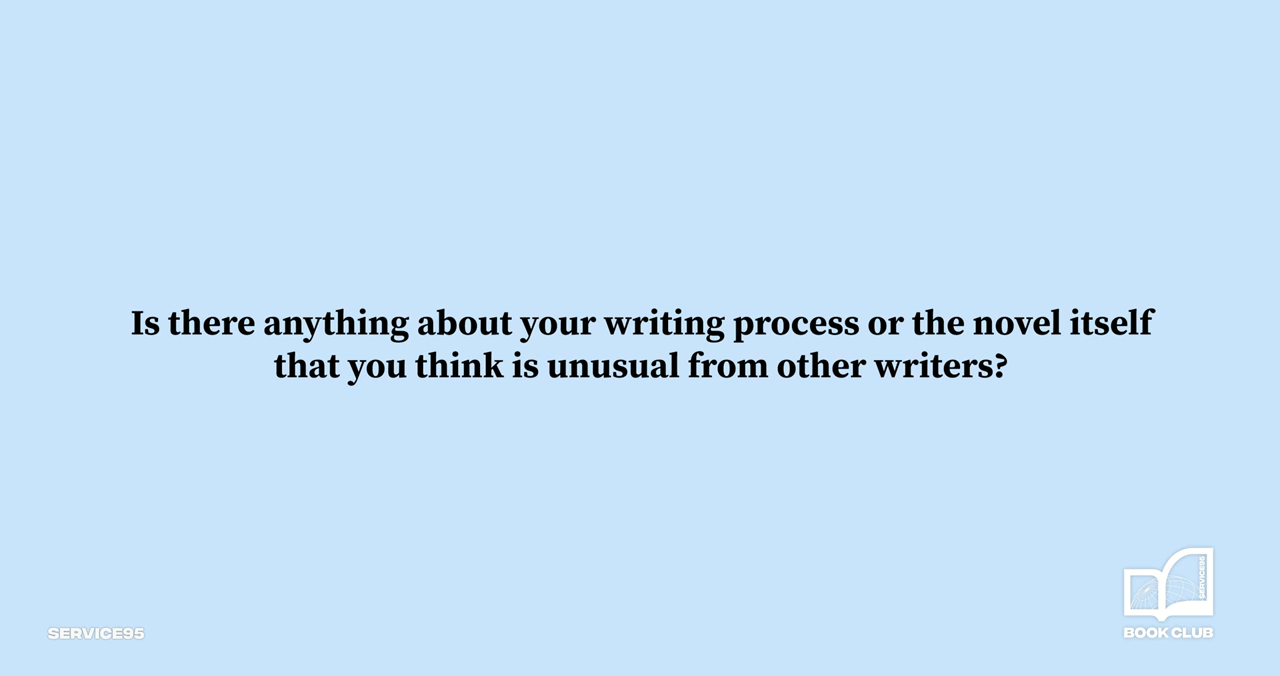 Is there anything about your writing process or the novel itself
that you think is unusual from other writers?
SERVICE95
SERVICE95
BOOK CLUB